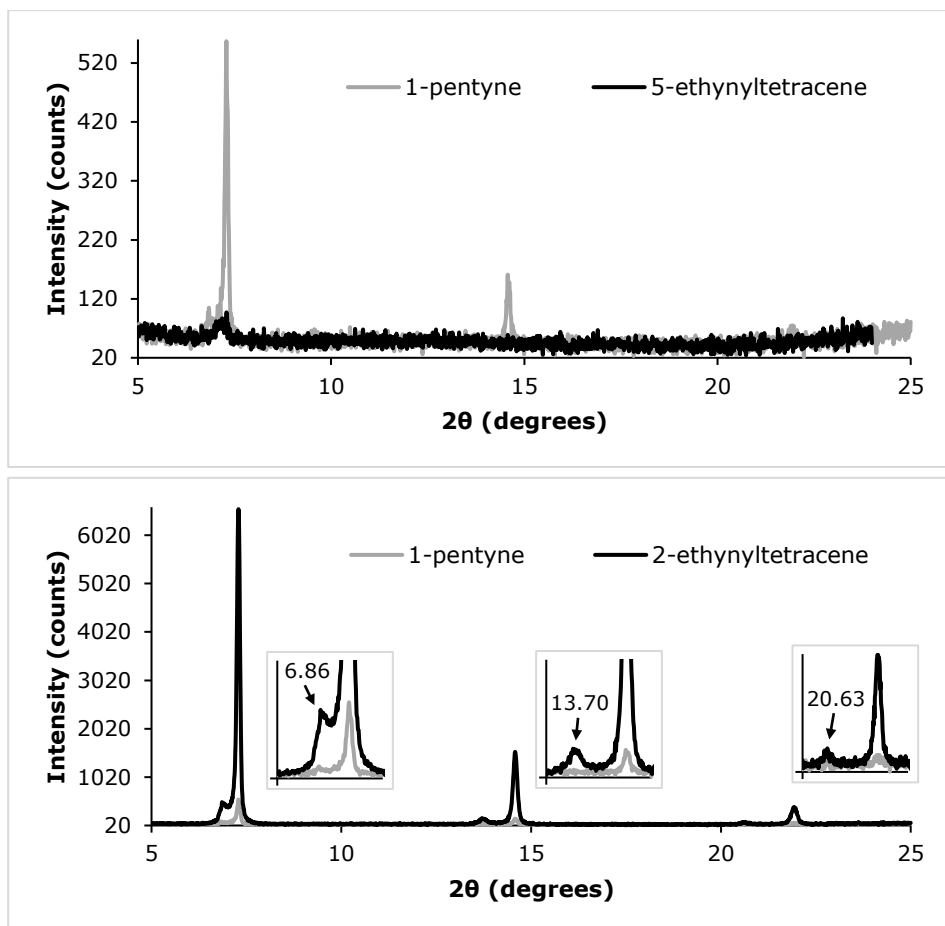 1-pentyne 5-ethynyltetracene
Intensity (counts)
520
420
320
220
120
20
5 10 15 20 25
2θ (degrees)
1-pentyne 2-ethynyltetracene
Intensity (counts)
6020
5020
4020
3020
2020
1020
20
6.86
13.70
20.63
5 10 15 20 25
2θ (degrees)